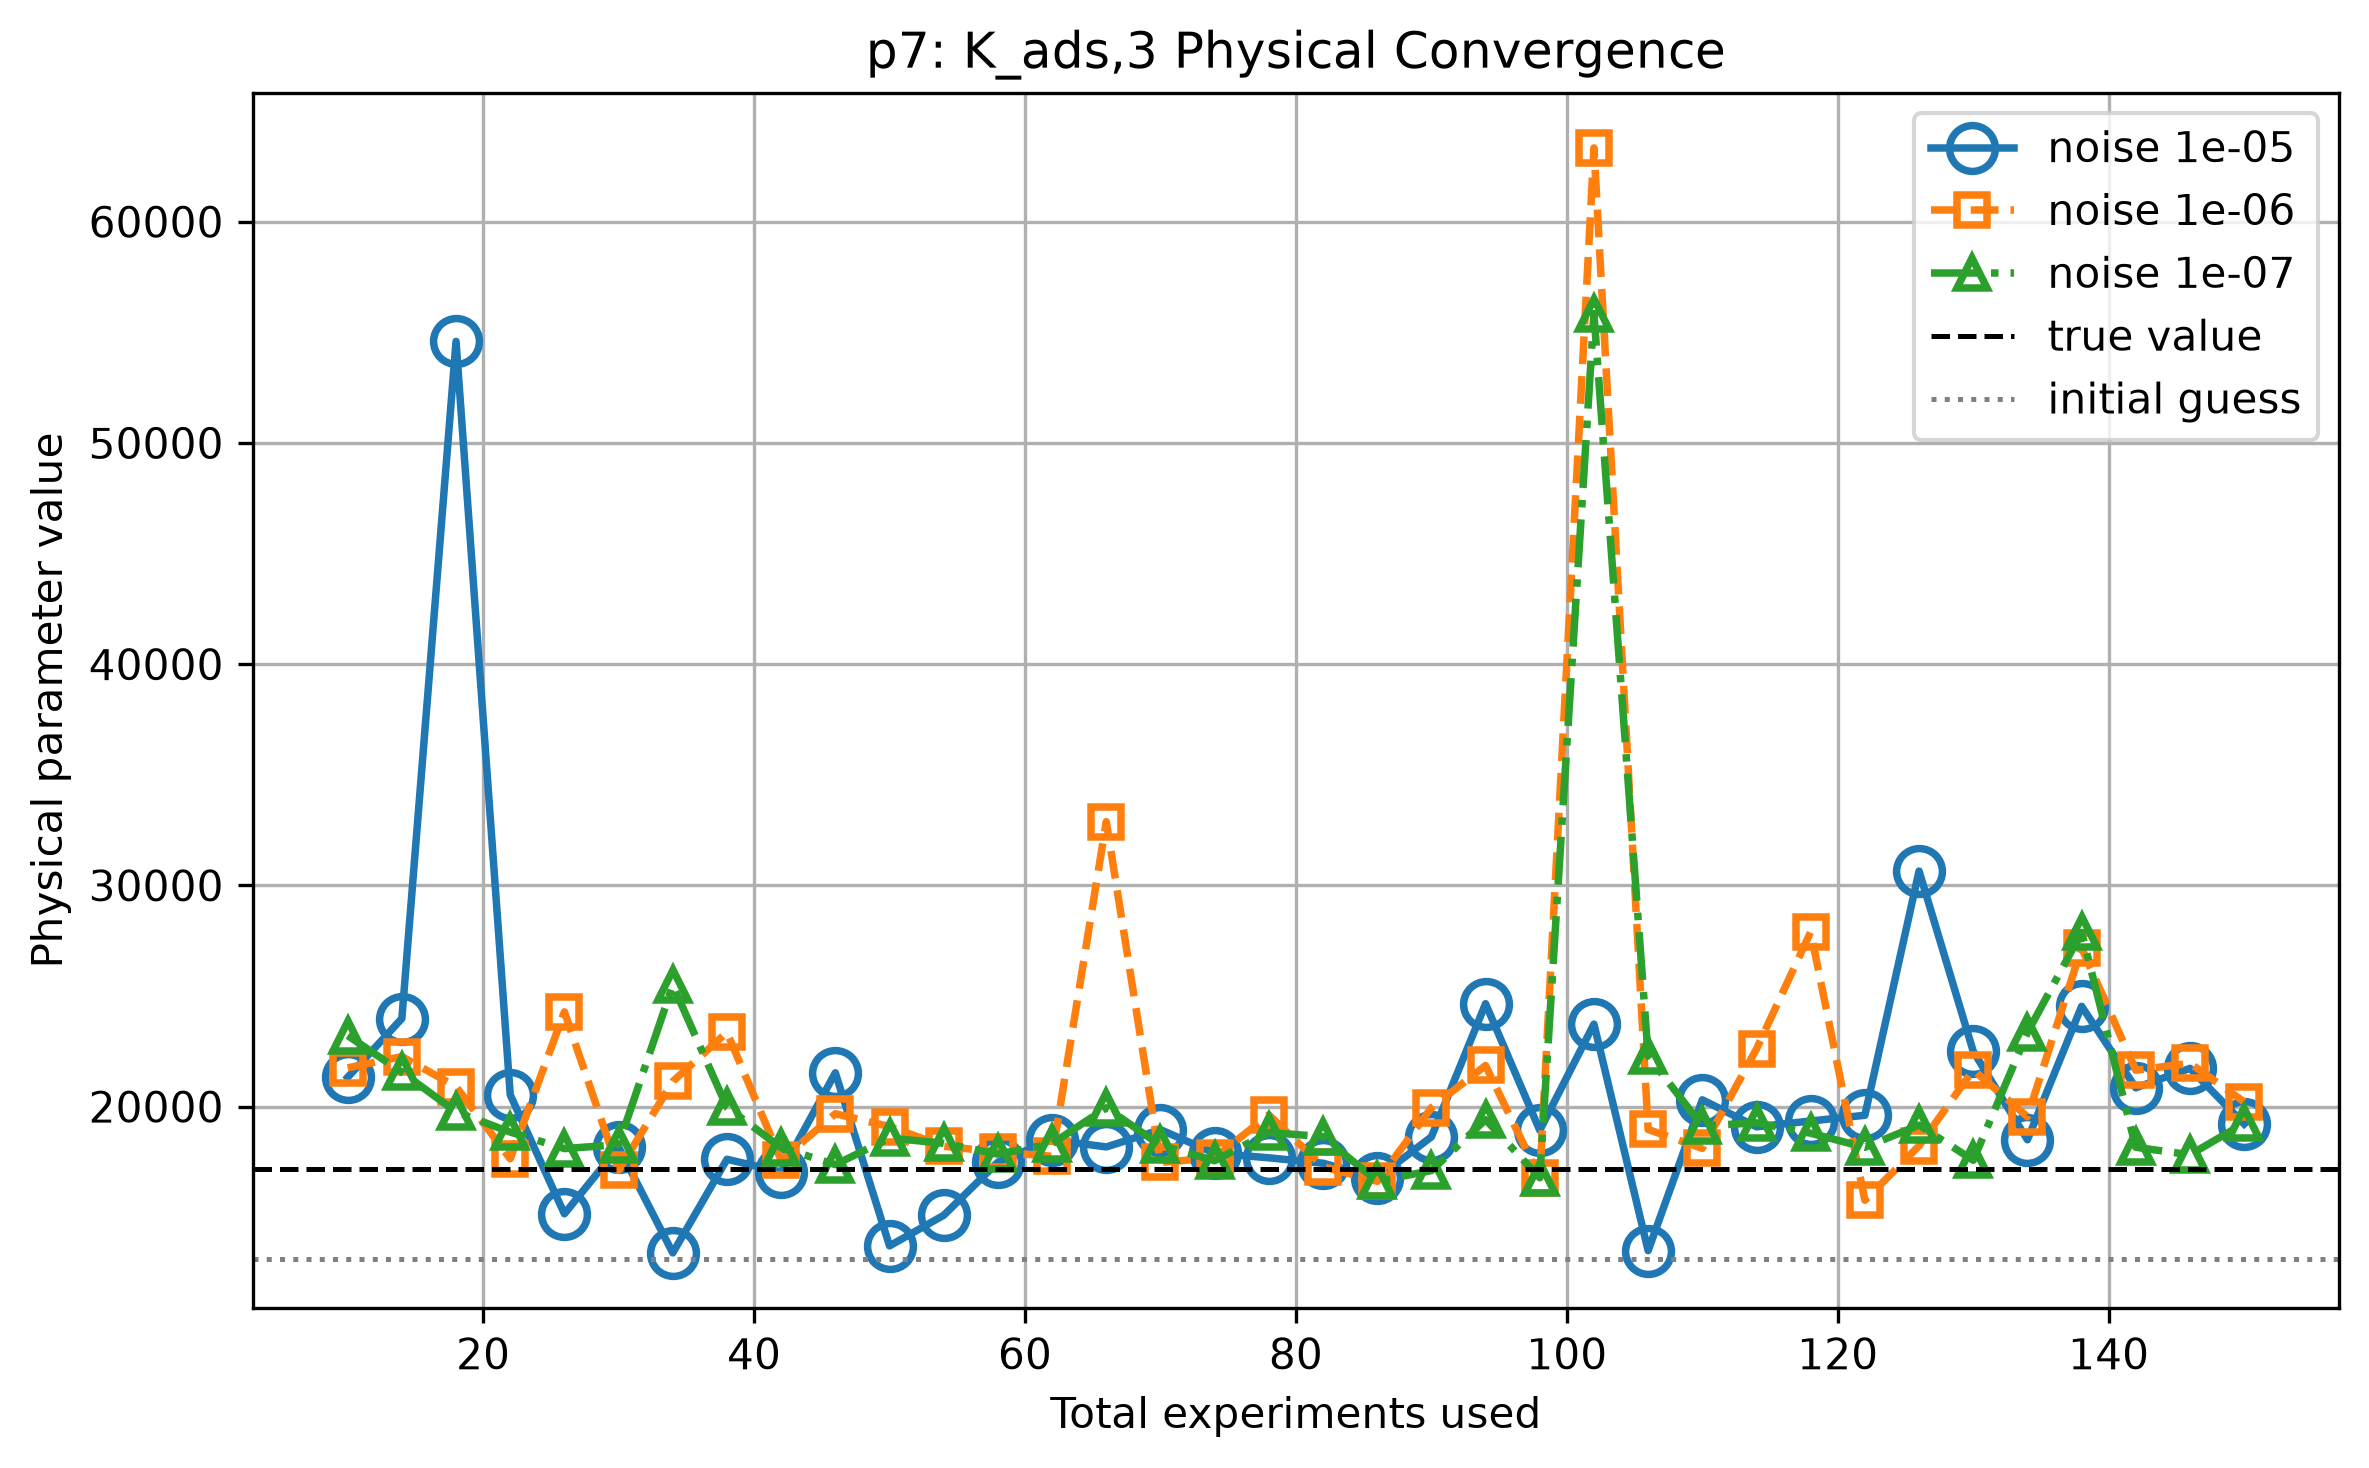 p7: K_ads,3 Physical Convergence
noise 1e-05
noise 1e-06
noise 1e-07
true value
initial guess
Physical parameter value
60000
50000
40000
30000
20000
20
40
60
80
100
120
140
Total experiments used